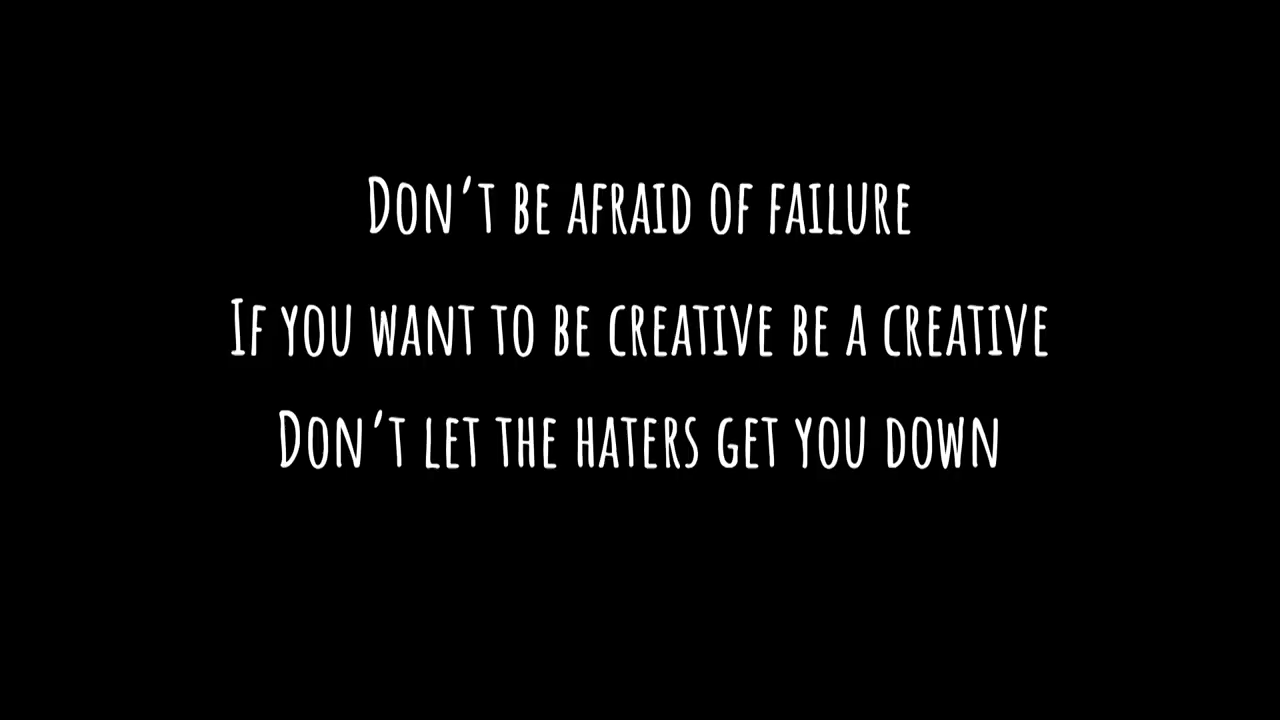 Don't be afraid of failure
If you want to be creative be a creative
Don't let the haters get you down